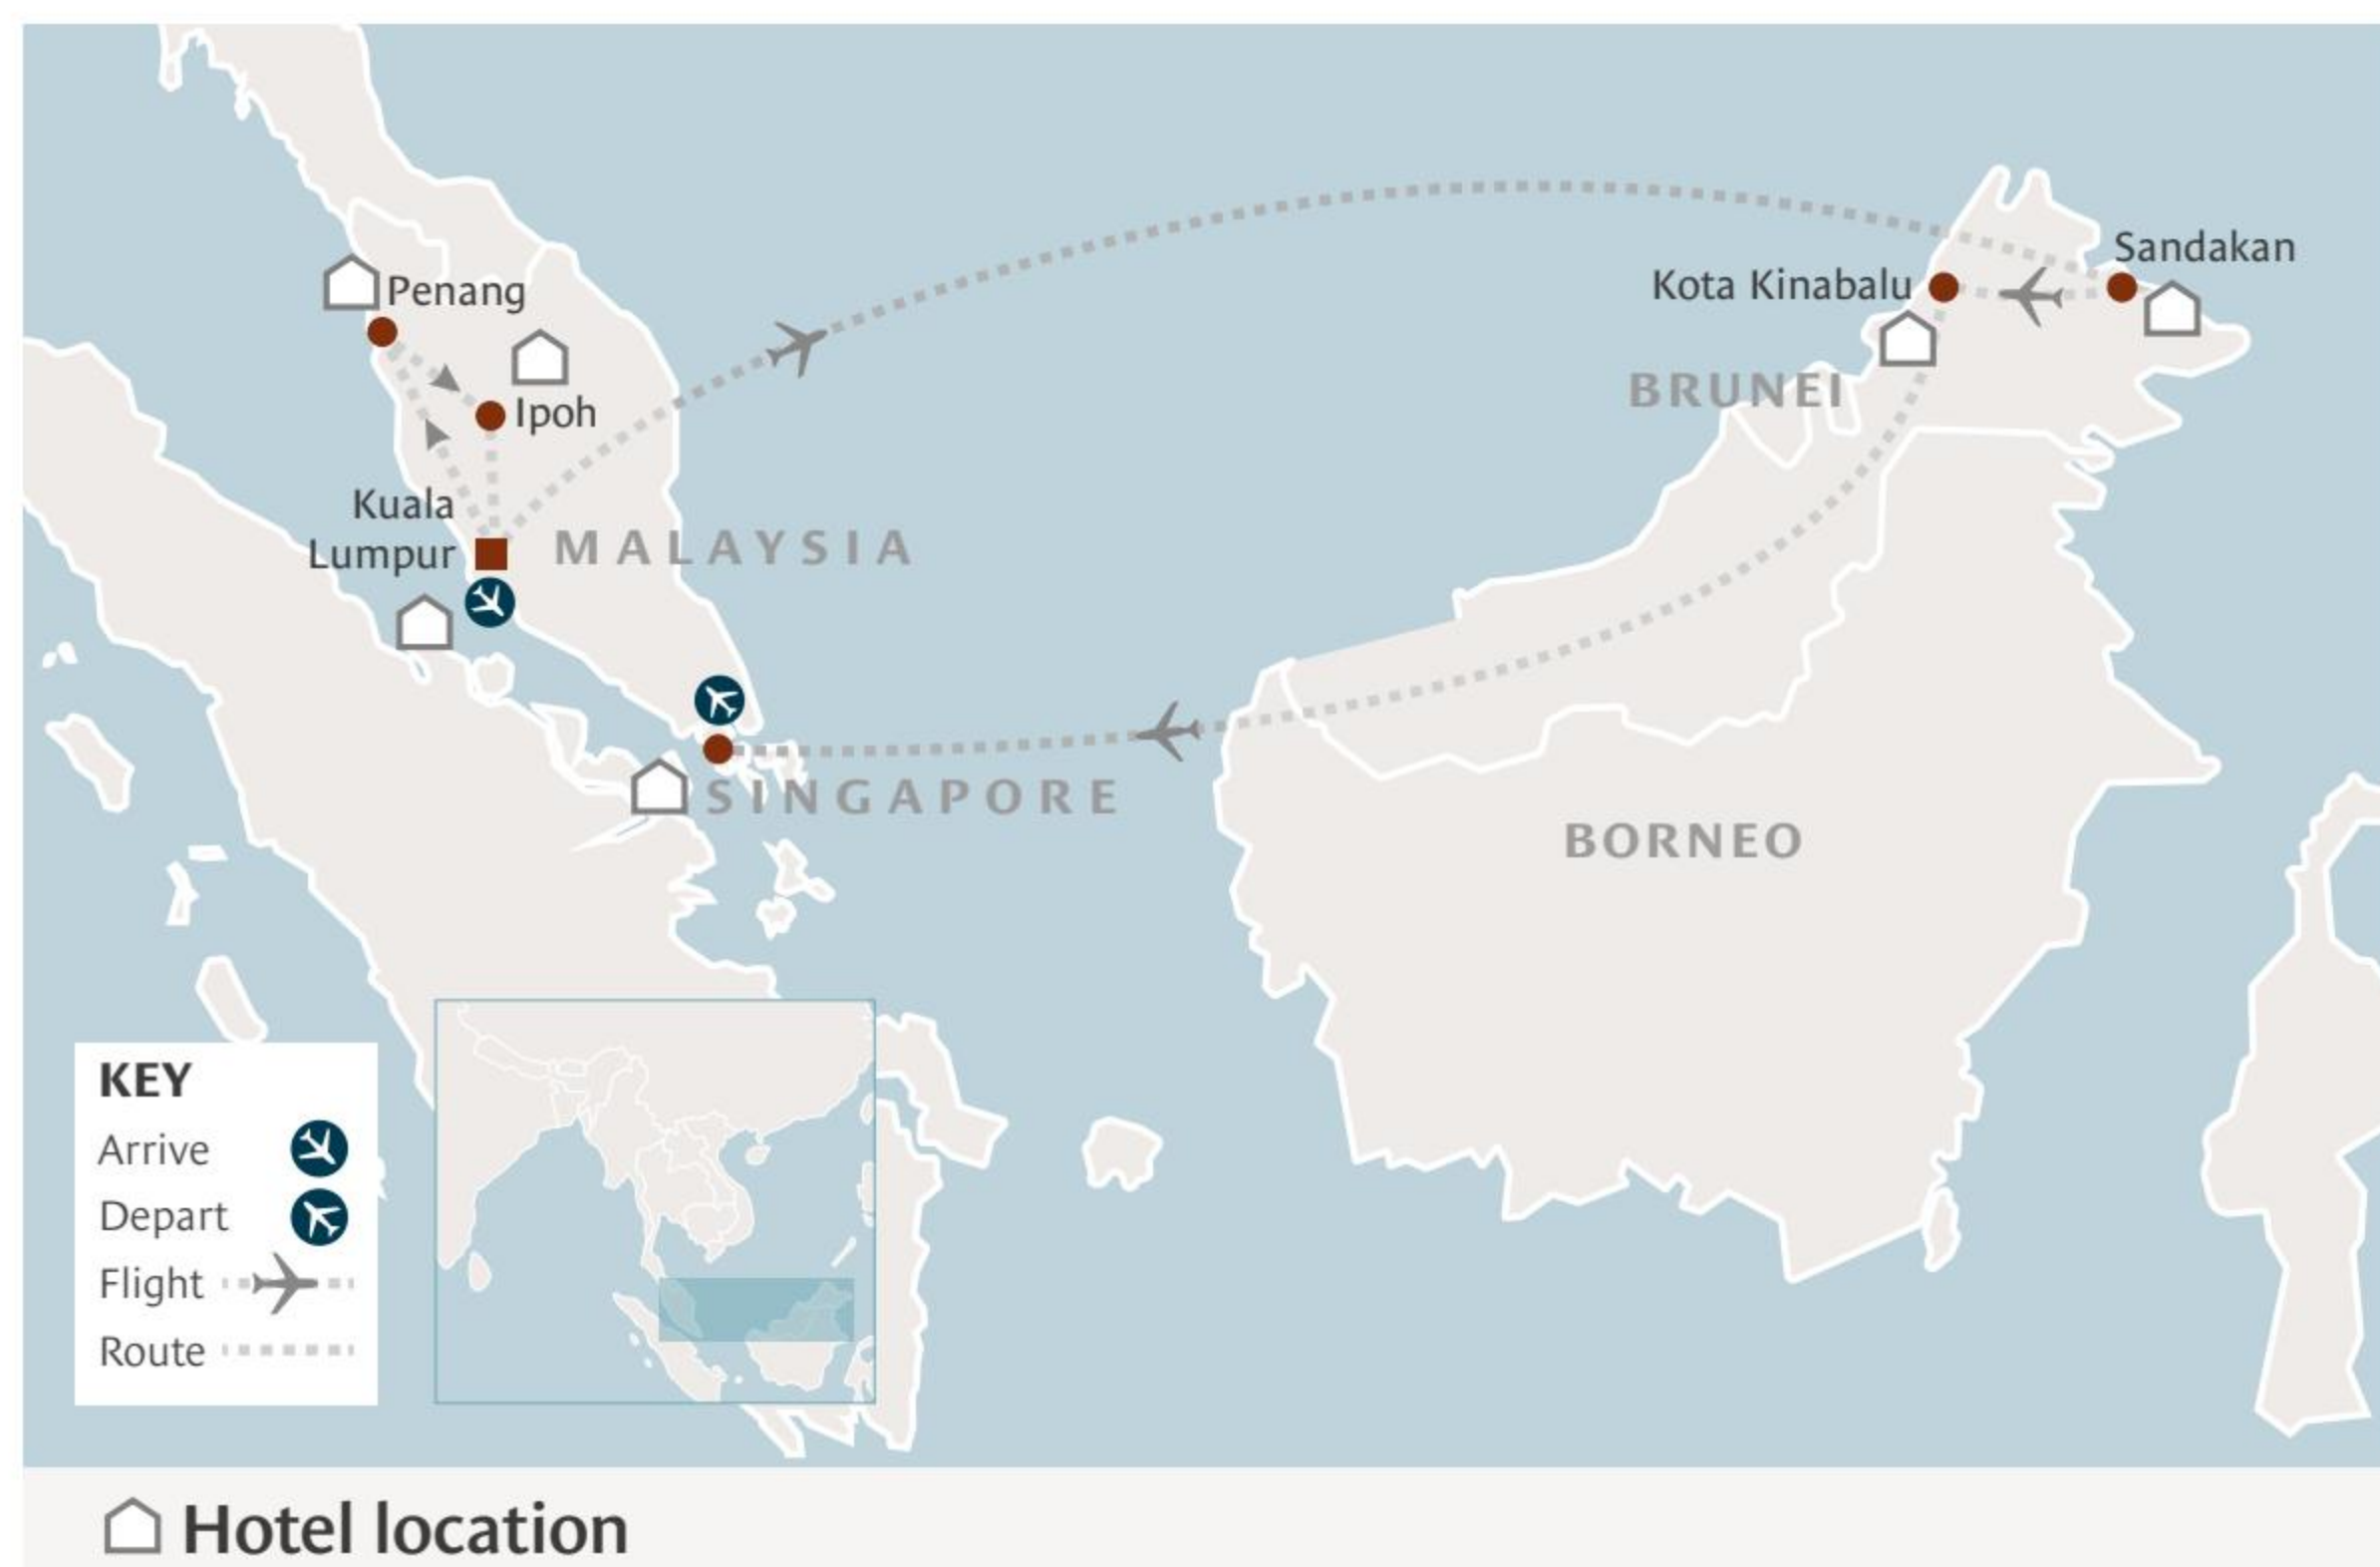 Sandakan
Kota Kinabalu
Penang
BRUNEI
Ipoh
Kuala
Lumpur
MALAYSIA
SINGAPORE
BORNEO
KEY
Arrive
Depart
Flight
Route
Hotel location